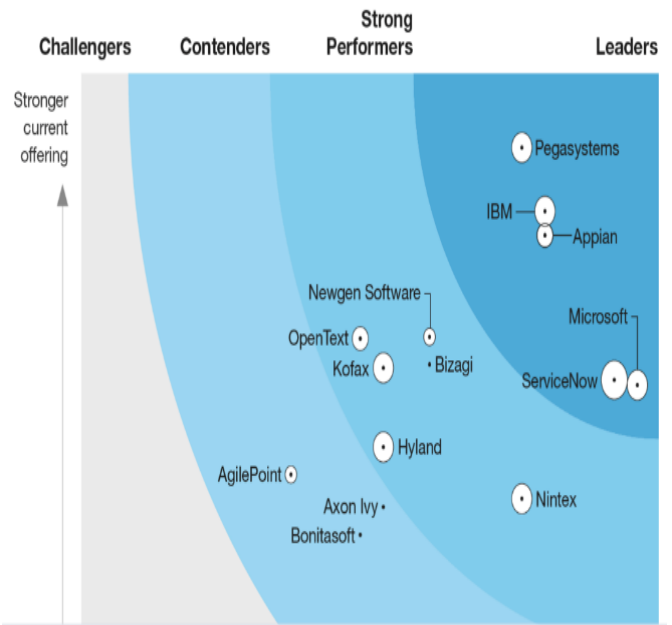 Challengers
Contenders
Strong
Performers
Leaders
Stronger
current
offering
Pegasystems
IBM
Appian
Newgen Software
Microsoft
OpenText
Kofax
Bizagi
ServiceNow
Hyland
AgilePoint
Nintex
Axon Ivy
Bonitasoft